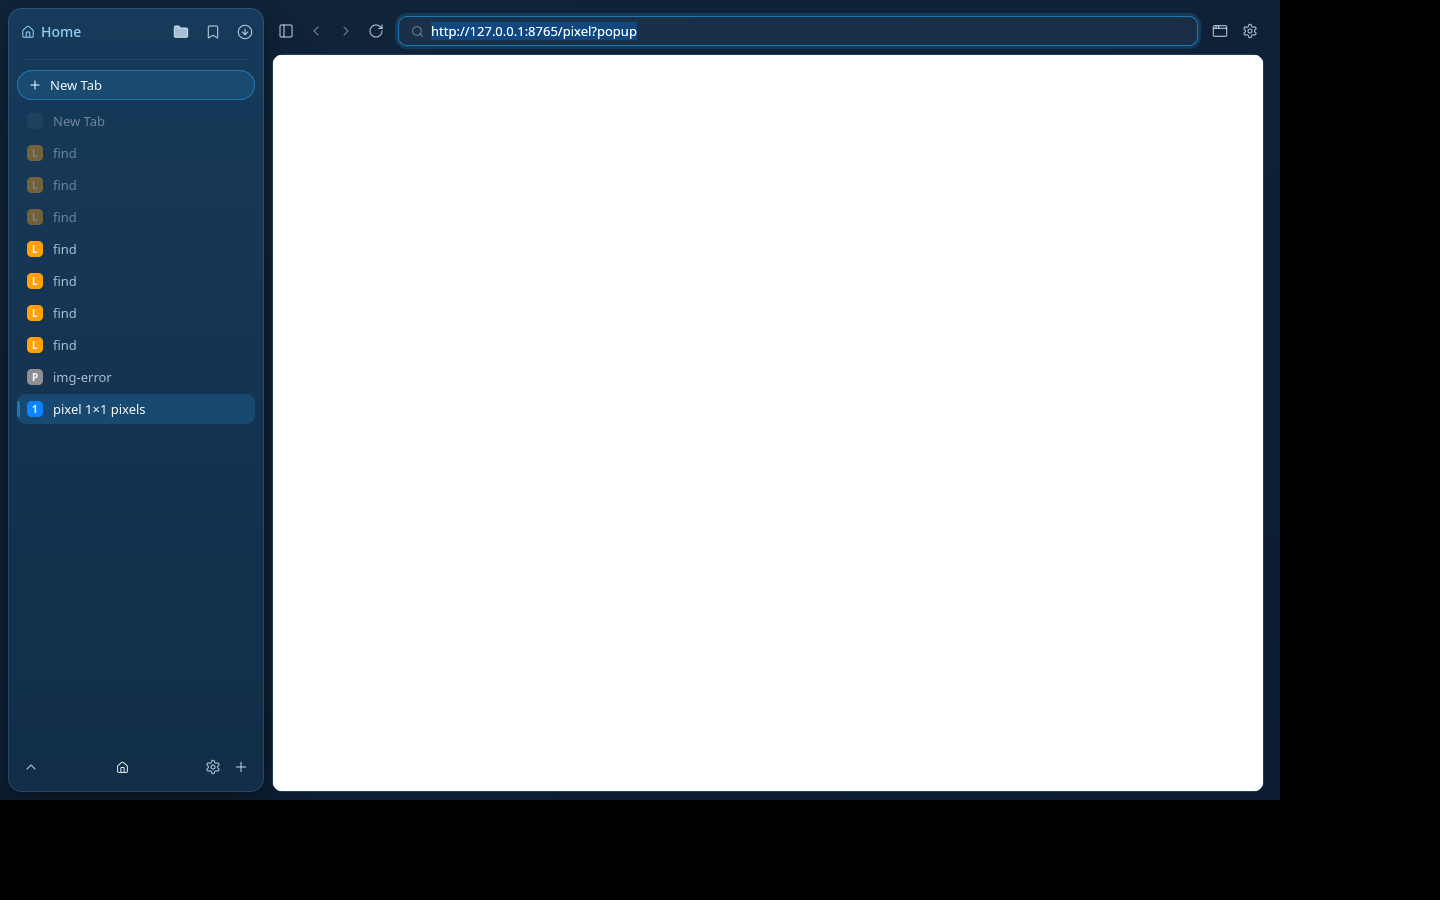 Home
http://127.0.0.1:8765/pixel?popup
New Tab
New Tab
L find
L find
L find
L find
L find
L find
L find
P img-error
1 pixel 1×1 pixels